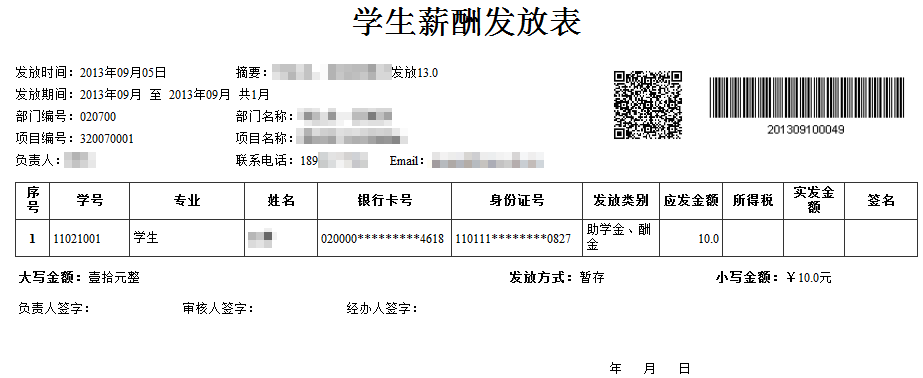 学生薪酬发放表
发放时间：2013年09月05日 摘要： 发放13.0
发放期间：2013年09月 至 2013年09月 共1月
部门编号：020700 部门名称：
项目编号：320070001 项目名称：
负责人： 联系电话：189 Email：
201309100049
序号 学号 专业 姓名 银行卡号 身份证号 发放类别 应发金额 所得税 实发金额 签名
1 11021001 学生 020000*********4618 110111********0827 助学金、酬金 10.0
大写金额：壹拾元整 发放方式：暂存 小写金额：￥10.0元
负责人签字： 审核人签字： 经办人签字：
年 月 日